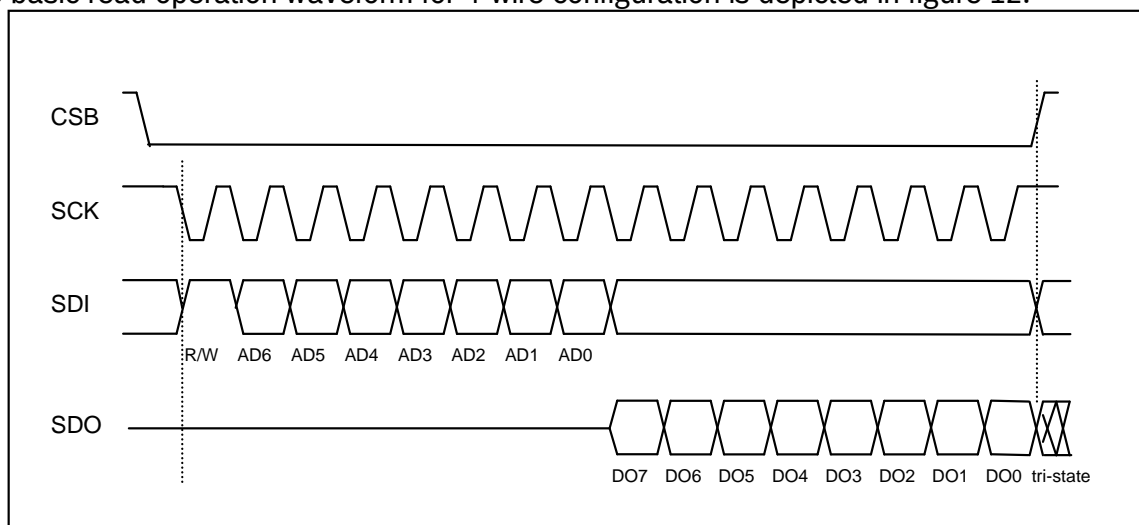 basic read operation waveform for 4-wire configuration is depicted in figure 12:
CSB
SCK
SDI
R/W AD6 AD5 AD4 AD3 AD2 AD1 AD0
SDO
DO7 DO6 DO5 DO4 DO3 DO2 DO1 DO0 tri-state